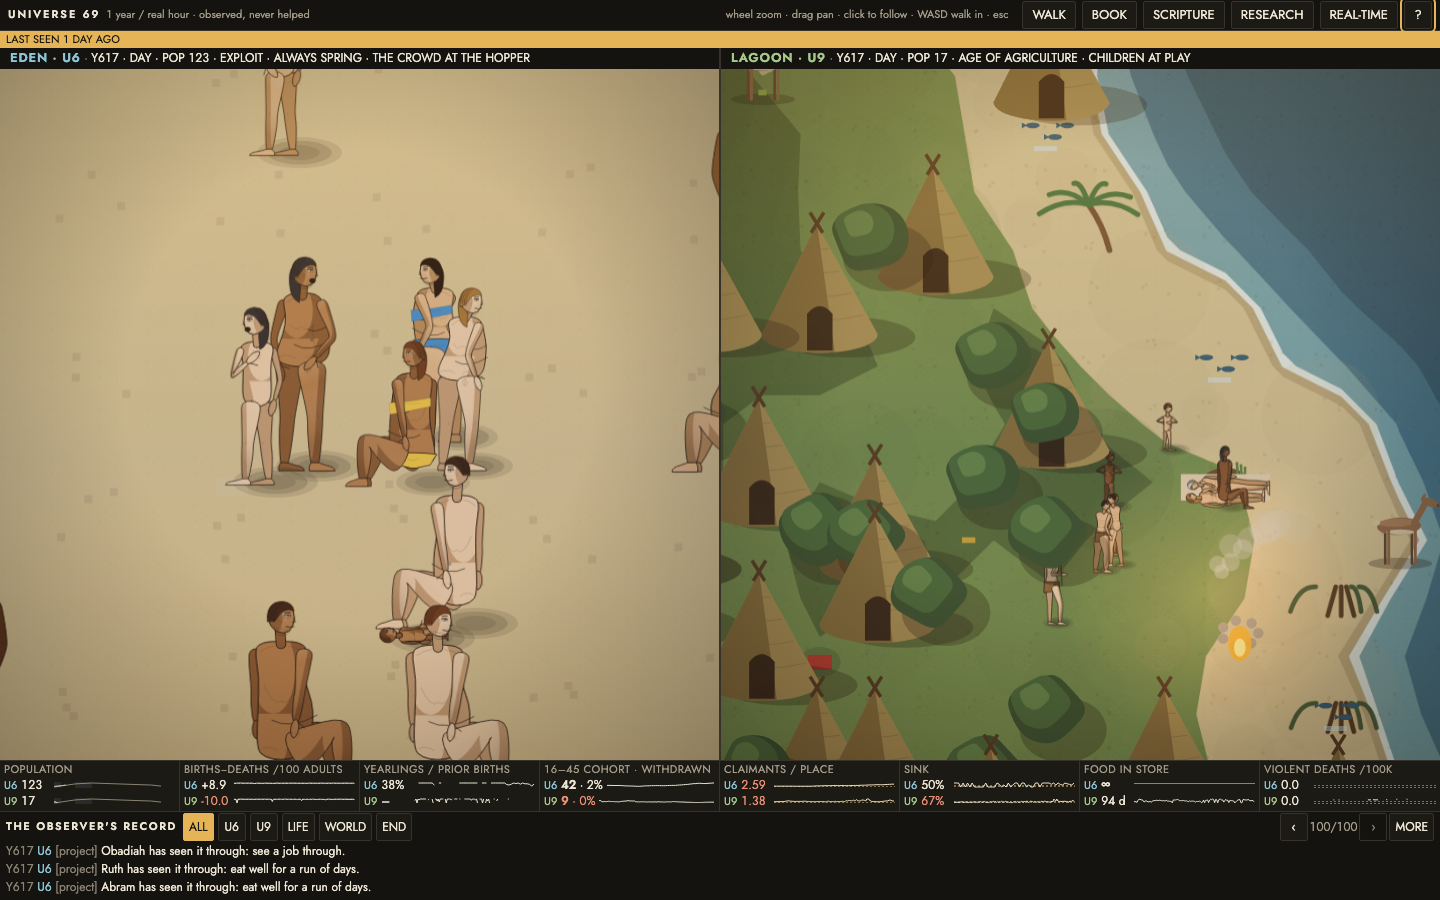 UNIVERSE 69 1 year / real hour · observed, never helped
wheel zoom · drag pan · click to follow · WASD walk in · esc WALK BOOK SCRIPTURE RESEARCH REAL-TIME ?
LAST SEEN 1 DAY AGO
EDEN · U6 · Y617 · DAY · POP 123 · EXPLOIT · ALWAYS SPRING · THE CROWD AT THE HOPPER
LAGOON · U9 · Y617 · DAY · POP 17 · AGE OF AGRICULTURE · CHILDREN AT PLAY
POPULATION
U6 123
U9 17
BIRTHS–DEATHS /100 ADULTS
U6 +8.9
U9 -10.0
YEARLINGS / PRIOR BIRTHS
U6 38%
U9 –
16–45 COHORT · WITHDRAWN
U6 42 · 2%
U9 9 · 0%
CLAIMANTS / PLACE
U6 2.59
U9 1.38
SINK
U6 50%
U9 67%
FOOD IN STORE
U6 ∞
U9 94 d
VIOLENT DEATHS /100K
U6 0.0
U9 0.0
THE OBSERVER'S RECORD ALL U6 U9 LIFE WORLD END ‹ 100/100 › MORE
Y617 U6 [project] Obadiah has seen it through: see a job through.
Y617 U6 [project] Ruth has seen it through: eat well for a run of days.
Y617 U6 [project] Abram has seen it through: eat well for a run of days.